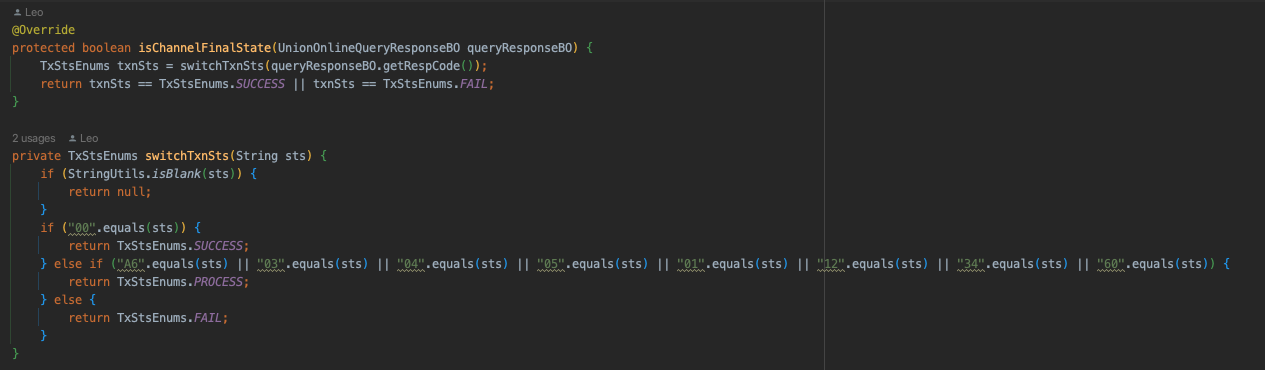 Leo
@Override
protected boolean isChannelFinalState(UnionOnlineQueryResponseBO queryResponseBO) {
    TxStsEnums txnSts = switchTxnSts(queryResponseBO.getRespCode());
    return txnSts == TxStsEnums.SUCCESS || txnSts == TxStsEnums.FAIL;
}
2 usages Leo
private TxStsEnums switchTxnSts(String sts) {
    if (StringUtils.isBlank(sts)) {
        return null;
    }
    if ("00".equals(sts)) {
        return TxStsEnums.SUCCESS;
    } else if ("A6".equals(sts) || "03".equals(sts) || "04".equals(sts) || "05".equals(sts) || "01".equals(sts) || "12".equals(sts) || "34".equals(sts) || "60".equals(sts)) {
        return TxStsEnums.PROCESS;
    } else {
        return TxStsEnums.FAIL;
    }
}